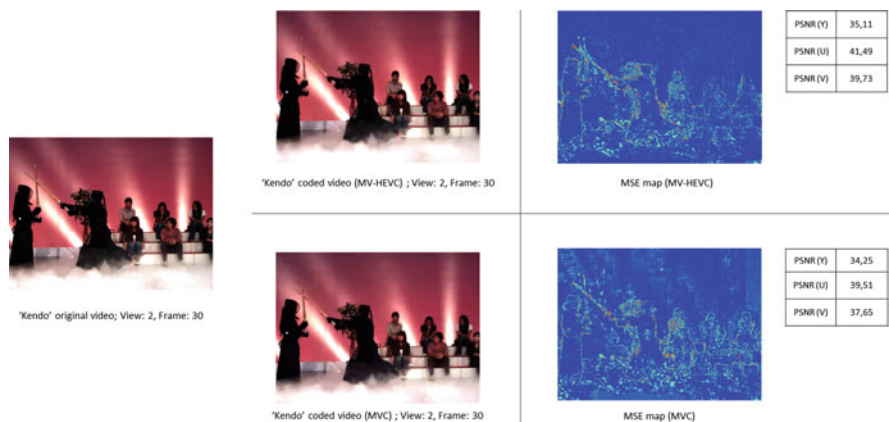 PSNR(Y) 35,11
PSNR(U) 41,49
PSNR(V) 39,73
'Kendo' coded video (MV-HEVC) ; View: 2, Frame: 30
MSE map (MV-HEVC)
'Kendo' original video; View: 2, Frame: 30
PSNR(Y) 34,25
PSNR(U) 39,51
PSNR(V) 37,65
'Kendo' coded video (MVC) ; View: 2, Frame: 30
MSE map (MVC)